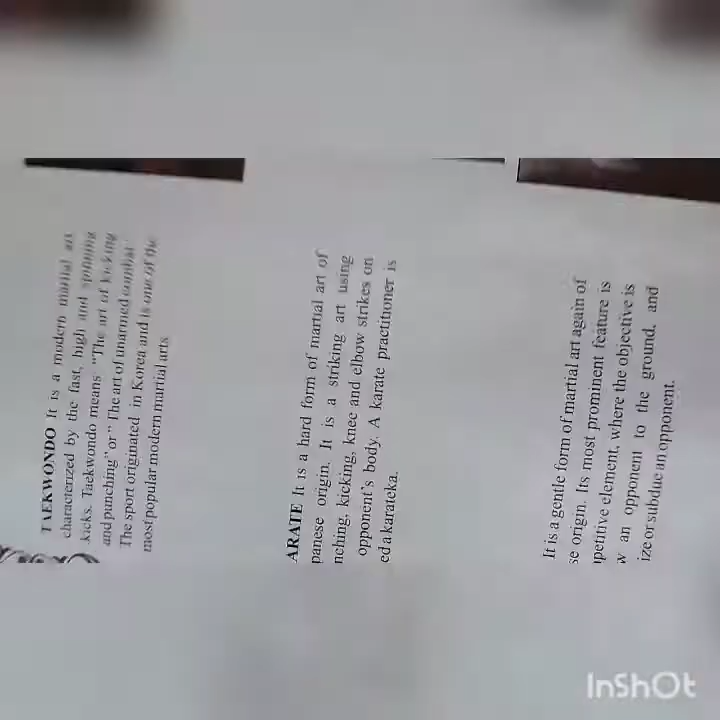 TAEKWONDO It is a modern martial art
characterized by the fast, high and spinning
kicks. Taekwondo means "The art of kicking
and punching" or " The art of unarmed combat
The sport originated in Korea and is one of the
most popular modern martial arts
ARATE It is a hard form of martial art of
panese origin. It is a striking art using
nching, kicking, knee and elbow strikes on
opponent's body. A karate practitioner is
ed a karateka.
It is a gentle form of martial art again of
se origin. Its most prominent feature is
petitive element, where the objective is
w an opponent to the ground, and
ize or subdue an opponent.
InShOt